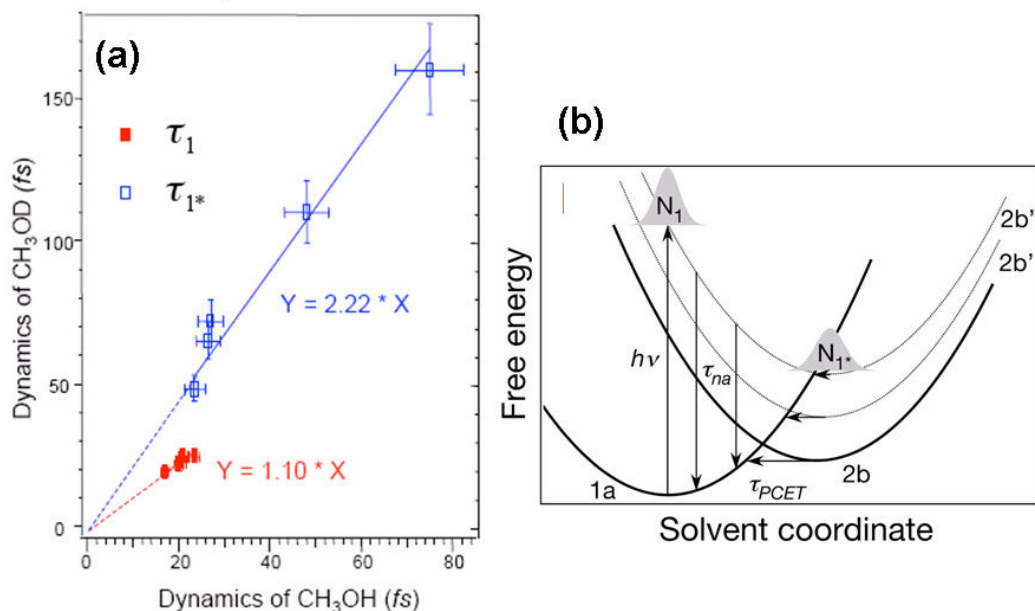 (a)
τ1
τ1*
Y = 2.22 * X
Y = 1.10 * X
150
100
50
0
0
20
40
60
80
Dynamics of CH3OD (fs)
Dynamics of CH3OH (fs)
(b)
N1
2b'
2b'
hν
τna
N1*
1a
τPCET
2b
Free energy
Solvent coordinate